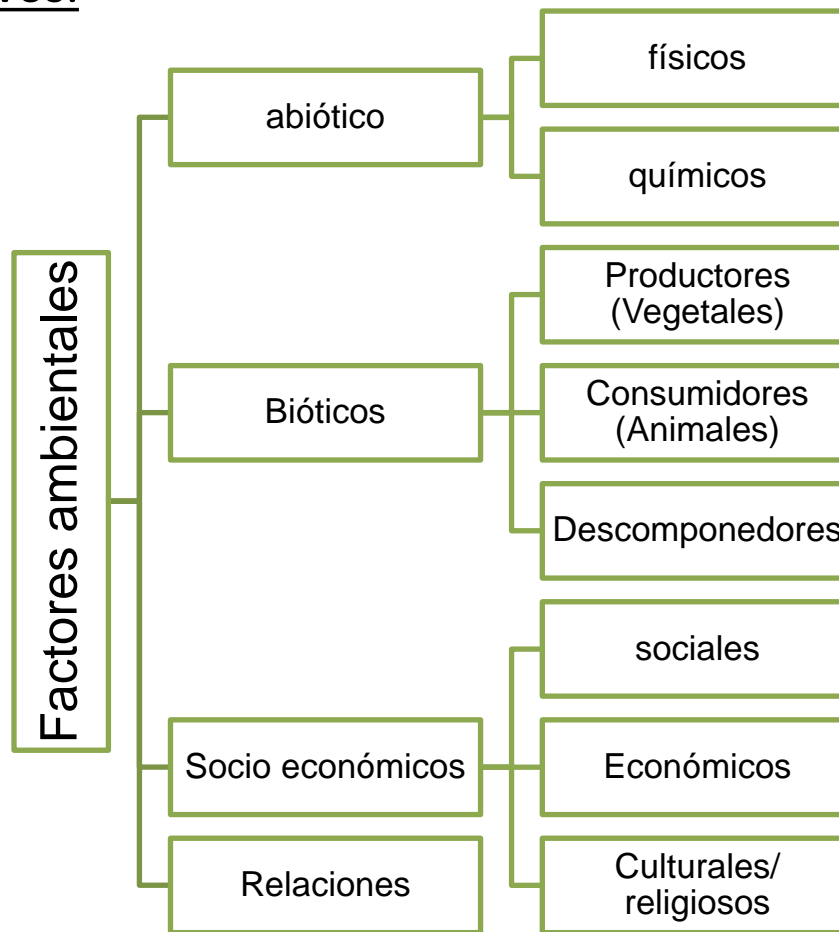 Factores ambientales
abiótico
físicos
químicos
Bióticos
Productores
(Vegetales)
Consumidores
(Animales)
Descomponedores
Socio económicos
sociales
Económicos
Culturales/
religiosos
Relaciones